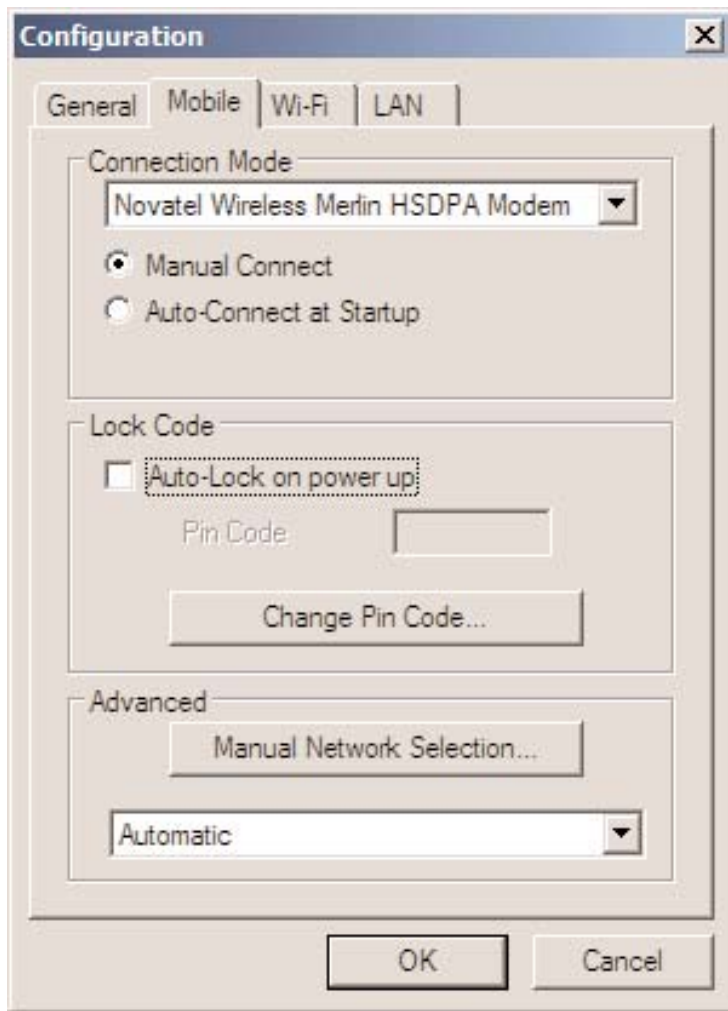 Configuration
General Mobile Wi-Fi LAN
Connection Mode
Novatel Wireless Merlin HSDPA Modem
Manual Connect
Auto-Connect at Startup
Lock Code
Auto-Lock on power up
Pin Code
Change Pin Code...
Advanced
Manual Network Selection...
Automatic
OK Cancel